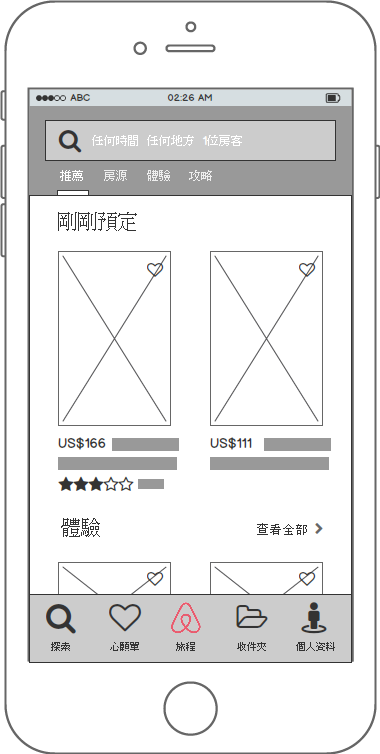 ABC 02:26 AM
任何時間 任何地方 1位房客
推薦 房源 體驗 攻略
剛剛預定
US$166 US$111
體驗 查看全部
探索 心願單 旅程 收件夾 個人資料